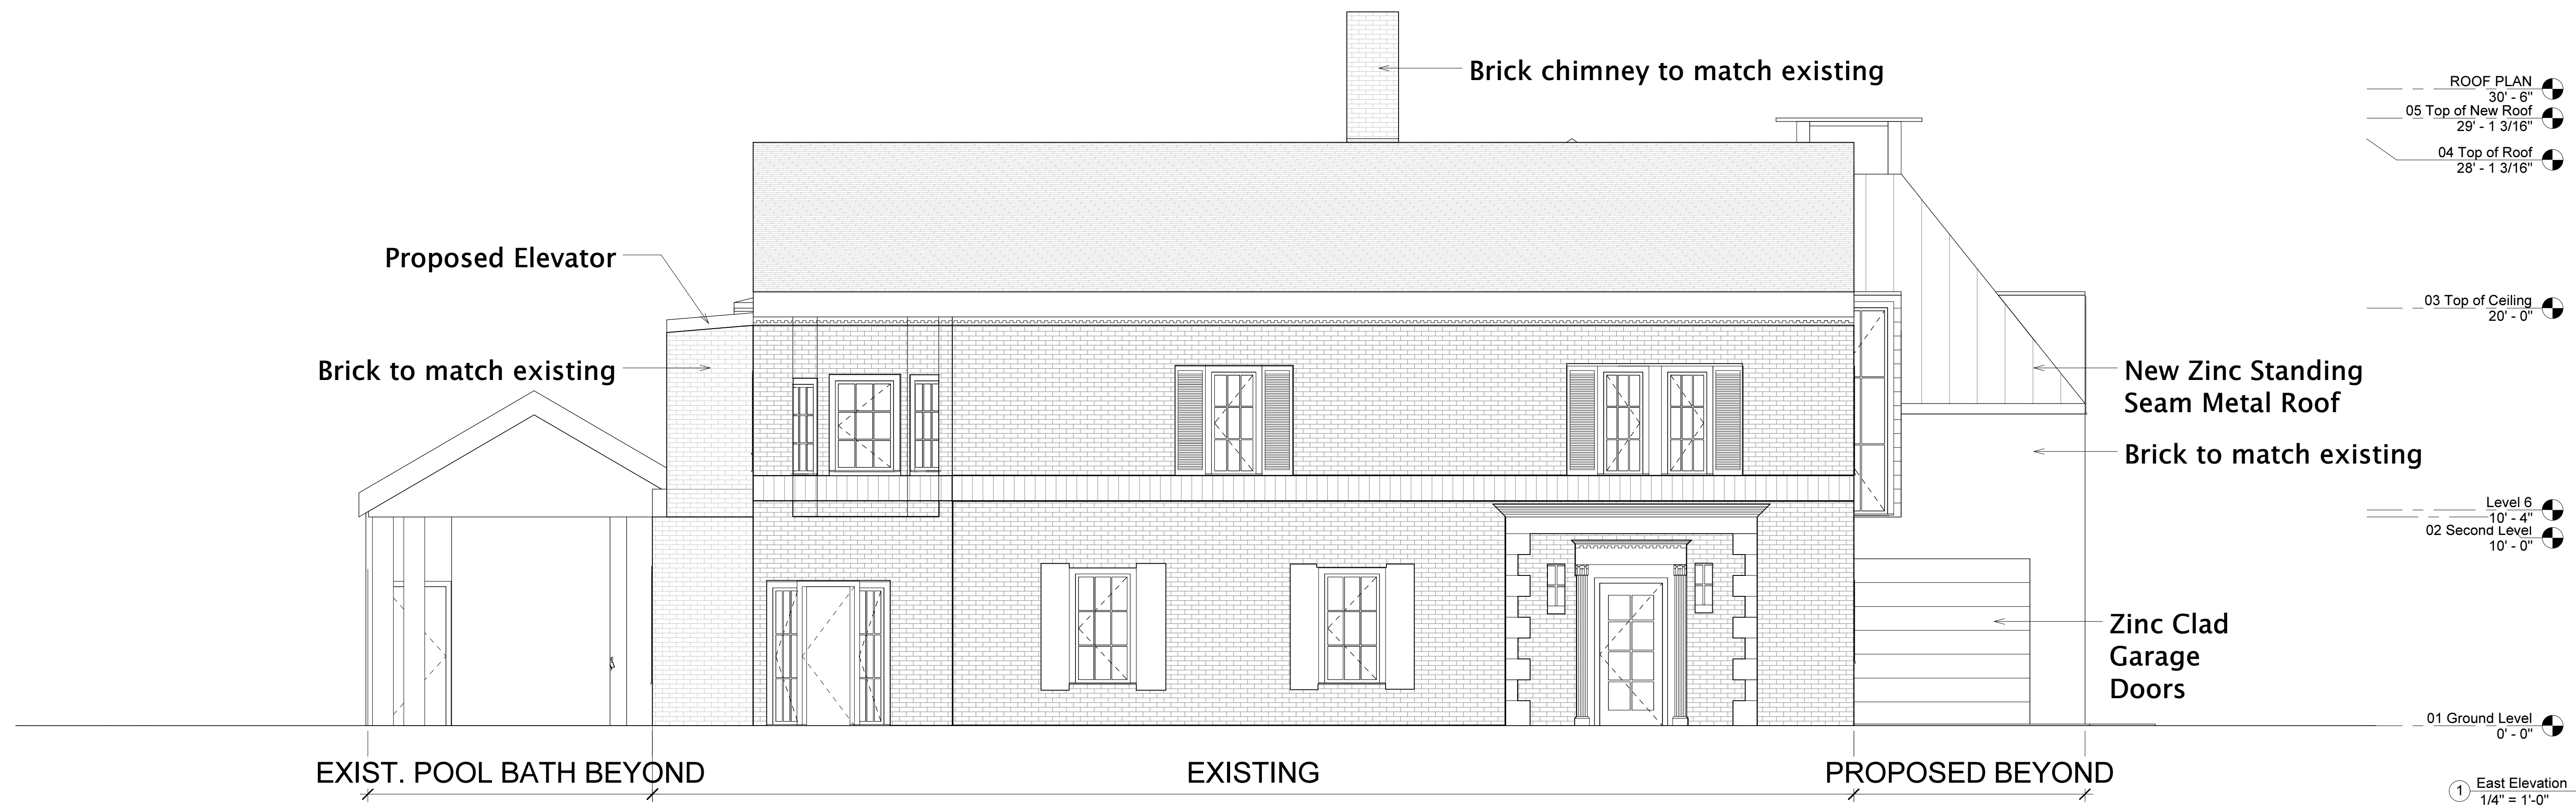 Brick chimney to match existing
ROOF PLAN
30' - 6"
05 Top of New Roof
29' - 1 3/16"
04 Top of Roof
28' - 1 3/16"
Proposed Elevator
03 Top of Ceiling
20' - 0"
Brick to match existing
New Zinc Standing
Seam Metal Roof
Brick to match existing
Level 6
10' - 4"
02 Second Level
10' - 0"
Zinc Clad
Garage
Doors
01 Ground Level
0' - 0"
EXIST. POOL BATH BEYOND
EXISTING
PROPOSED BEYOND
1
East Elevation
1/4" = 1'-0"